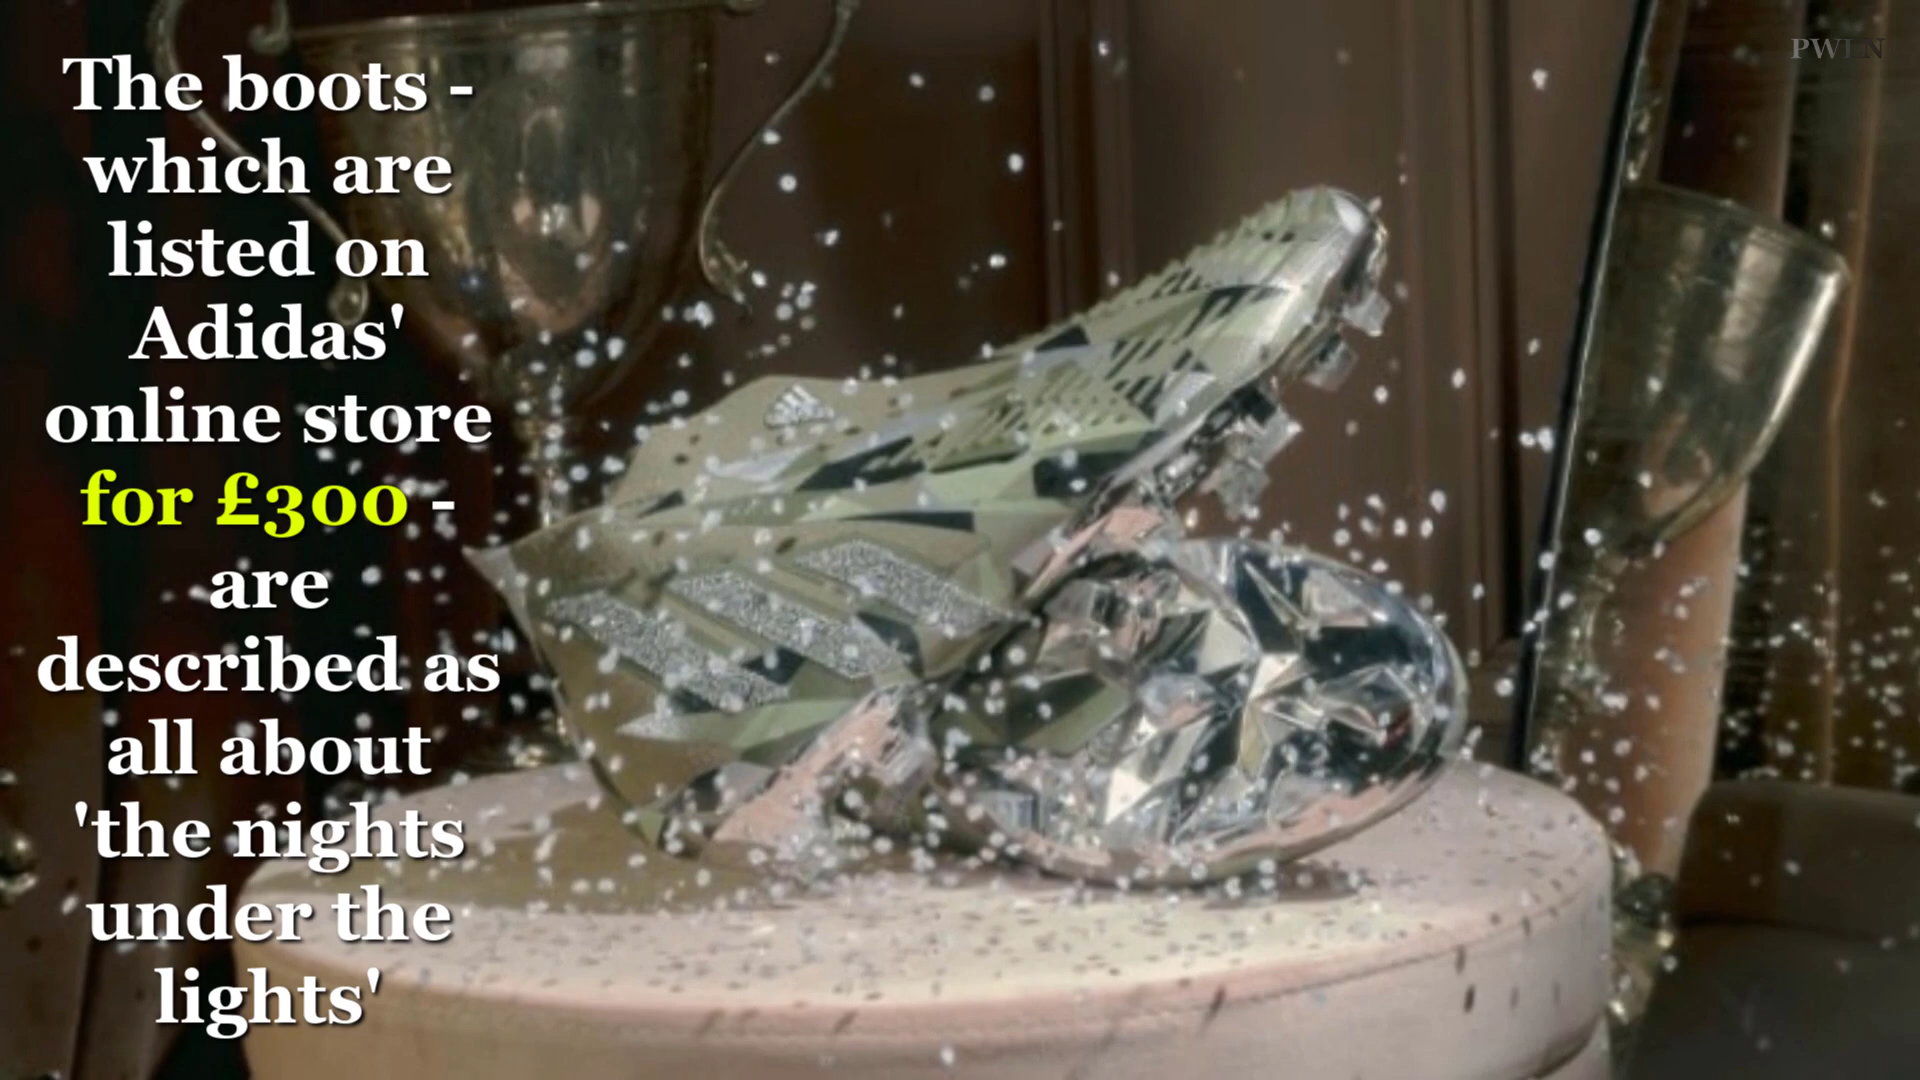 The boots -
which are
listed on
Adidas'
online store
for £300 -
are
described as
all about
'the nights
under the
lights'